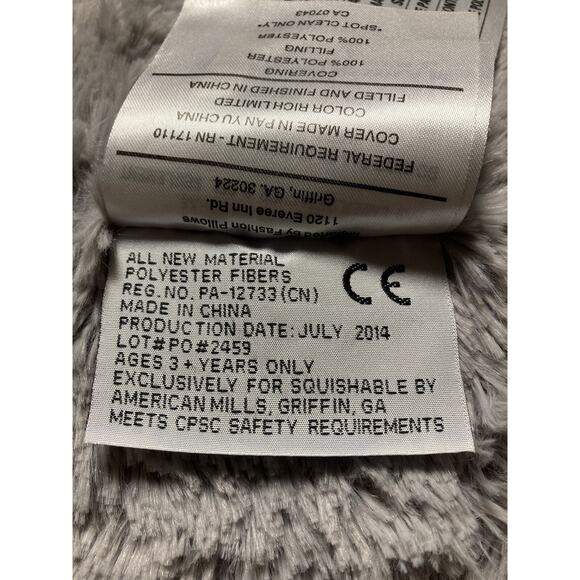 CA 07043
*SPOT CLEAN ONLY*
100% POLYESTER
FILLING
100% POLYESTER
COVERING
FILLED AND FINISHED IN CHINA
COLOR RICH LIMITED
COVER MADE IN PAN YU CHINA
FEDERAL REQUIREMENT - RN 17110
Griffin, GA. 30224
1120 Everee Inn Rd.
by Fashion Pillows
ALL NEW MATERIAL
POLYESTER FIBERS
REG.NO. PA-12733(CN)
MADE IN CHINA
PRODUCTION DATE: JULY 2014
LOT#PO#2459
AGES 3+ YEARS ONLY
EXCLUSIVELY FOR SQUISHABLE BY
AMERICAN MILLS, GRIFFIN, GA
MEETS CPSC SAFETY REQUIREMENTS
CE